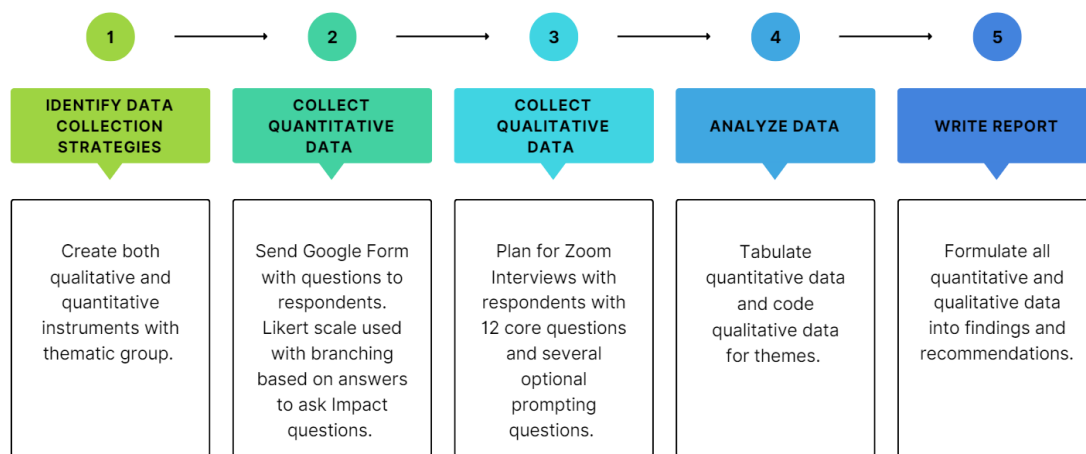 1
2
3
4
5
IDENTIFY DATA
COLLECTION
STRATEGIES
COLLECT
QUANTITATIVE
DATA
COLLECT
QUALITATIVE
DATA
ANALYZE DATA
WRITE REPORT
Create both
qualitative and
quantitative
instruments with
thematic group.
Send Google Form
with questions to
respondents.
Likert scale used
with branching
based on answers
to ask Impact
questions.
Plan for Zoom
Interviews with
respondents with
12 core questions
and several
optional
prompting
questions.
Tabulate
quantitative data
and code
qualitative data
for themes.
Formulate all
quantitative and
qualitative data
into findings and
recommendations.